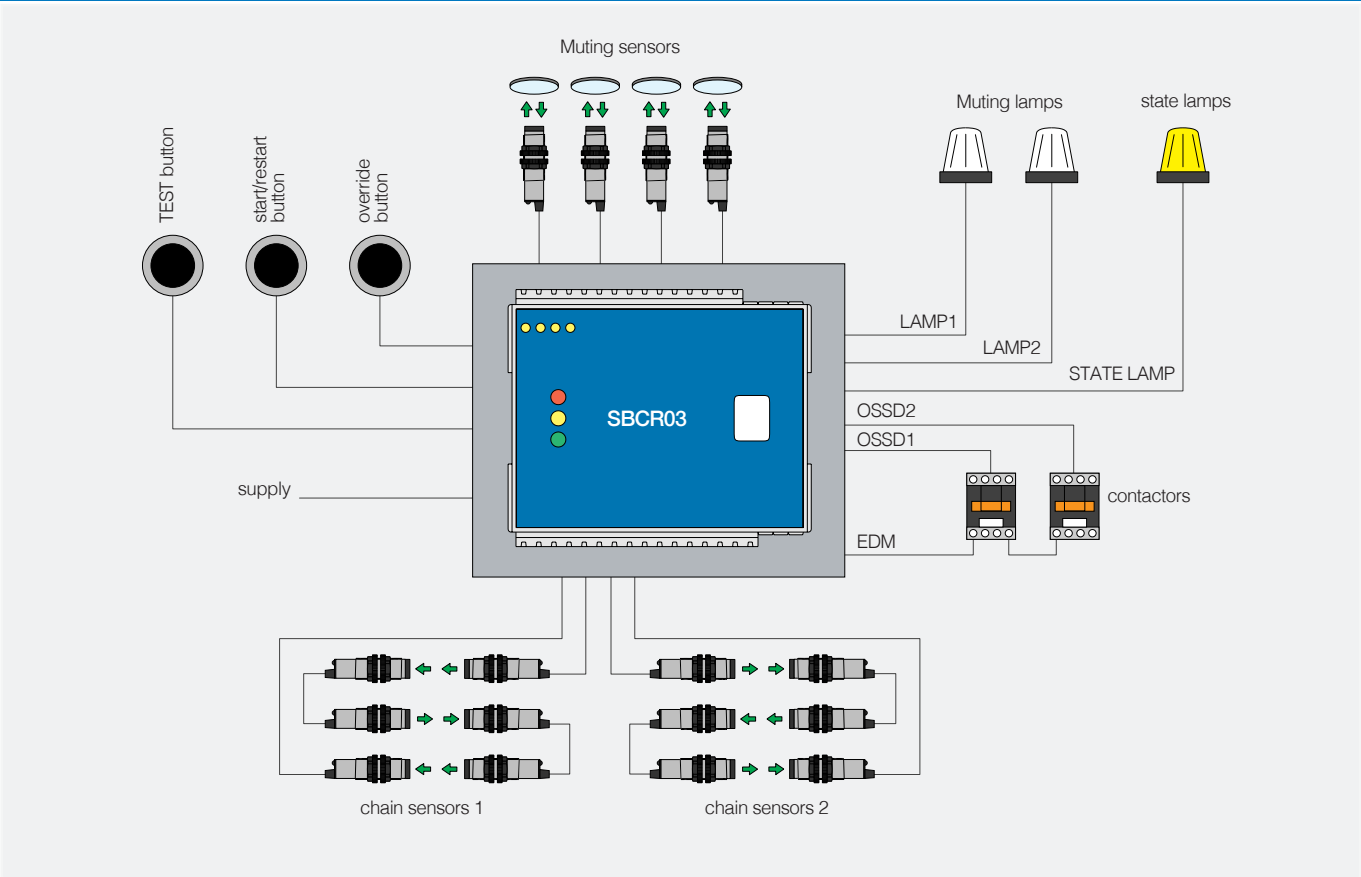 Muting sensors
Muting lamps
state lamps
TEST button
start/restart
button
override
button
LAMP1
LAMP2
STATE LAMP
OSSD2
OSSD1
SBCR03
supply
contactors
EDM
chain sensors 1
chain sensors 2